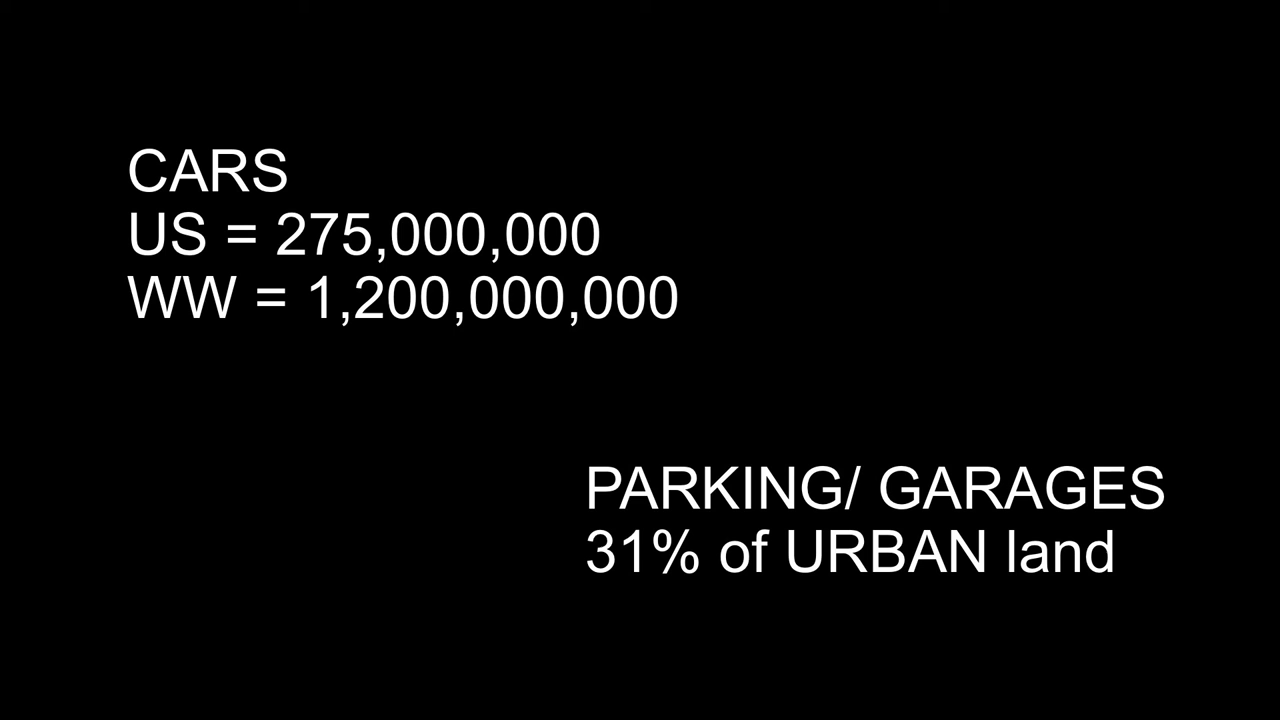 CARS
US = 275,000,000
WW = 1,200,000,000
PARKING/ GARAGES
31% of URBAN land